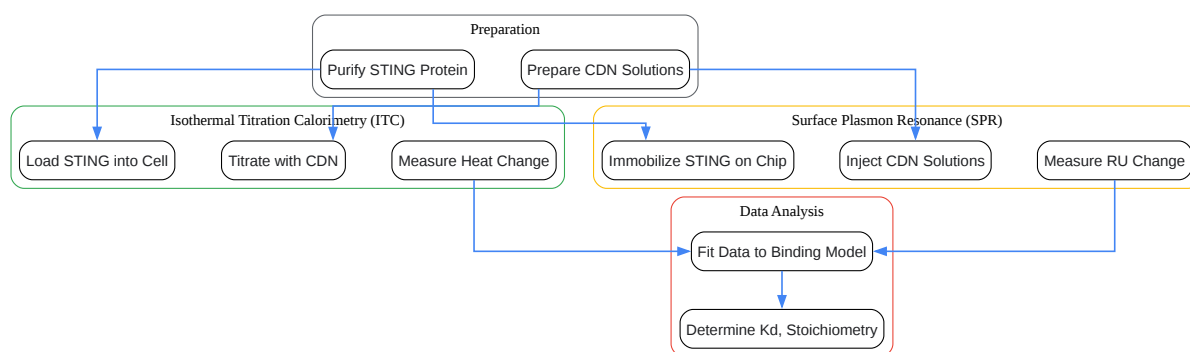 Preparation
Purify STING Protein
Prepare CDN Solutions
Isothermal Titration Calorimetry (ITC)
Load STING into Cell
Titrate with CDN
Measure Heat Change
Surface Plasmon Resonance (SPR)
Immobilize STING on Chip
Inject CDN Solutions
Measure RU Change
Data Analysis
Fit Data to Binding Model
Determine Kd, Stoichiometry